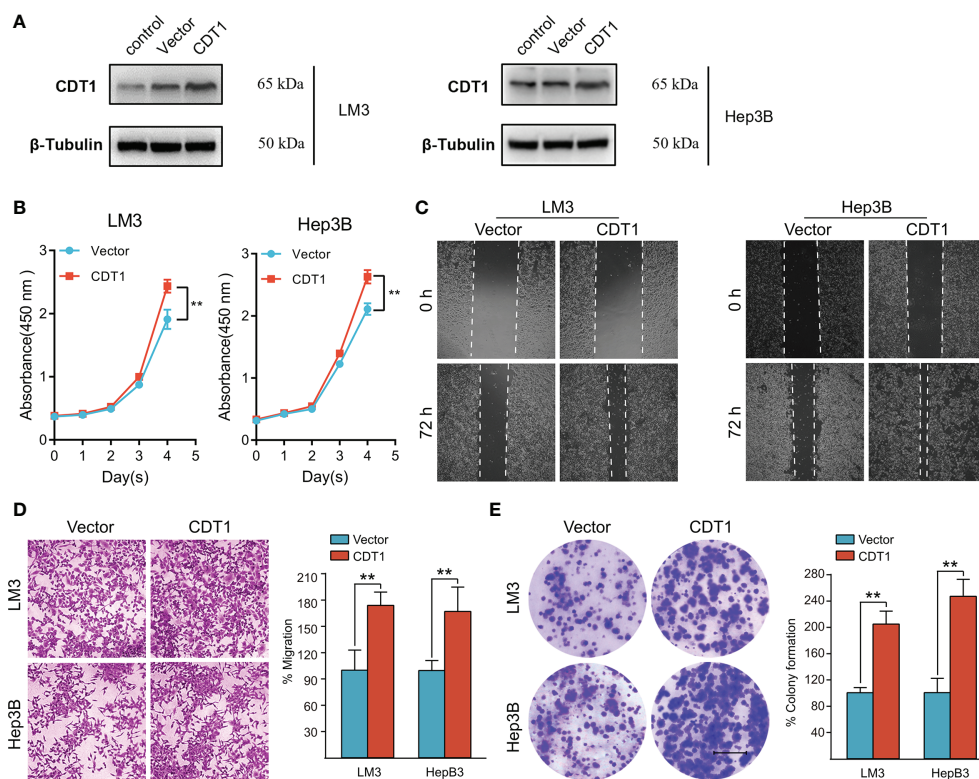 A
control Vector CDT1
CDT1 65 kDa
LM3
β-Tubulin 50 kDa
control Vector CDT1
CDT1 65 kDa
Hep3B
β-Tubulin 50 kDa
B
LM3
Vector
CDT1
Absorbance(450 nm )
3
2
1
0
**
0 1 2 3 4 5
Day(s)
Hep3B
Vector
CDT1
Absorbance(450 nm )
3
2
1
0
**
0 1 2 3 4 5
Day(s)
C
LM3
Vector CDT1
0 h
72 h
Hep3B
Vector CDT1
0 h
72 h
D
Vector CDT1
LM3
Hep3B
Vector
CDT1
% Migration
210
180
150
120
90
60
30
** **
LM3 HepB3
E
Vector CDT1
LM3
Hep3B
Vector
CDT1
% Colony formation
280
240
200
160
120
80
40
** **
LM3 HepB3